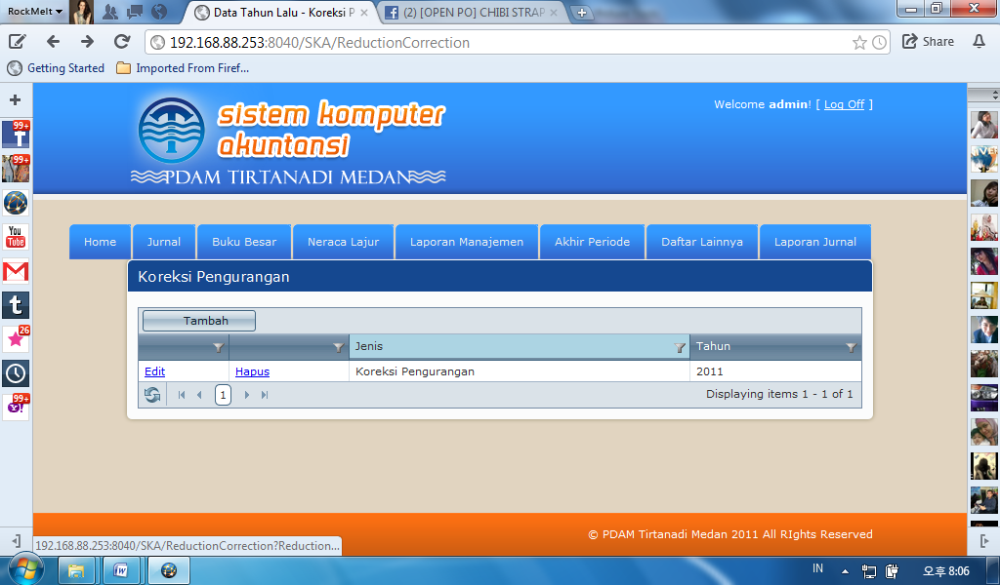 RockMelt
Data Tahun Lalu - Koreksi P
(2) [OPEN PO] CHIBI STRAP
192.168.88.253:8040/SKA/ReductionCorrection
Share
Getting Started
Imported From Firef...
Welcome admin! [ Log Off ]
sistem komputer
akuntansi
PDAM TIRTANADI MEDAN
99+
99+
You
Tube
t
26
99+
Y!
Home
Jurnal
Buku Besar
Neraca Lajur
Laporan Manajemen
Akhir Periode
Daftar Lainnya
Laporan Jurnal
Koreksi Pengurangan
Tambah
Jenis
Tahun
Edit
Hapus
Koreksi Pengurangan
2011
1
Displaying items 1 - 1 of 1
© PDAM Tirtanadi Medan 2011 All RIghts Reserved
192.168.88.253:8040/SKA/ReductionCorrection?Reduction...
IN
오후 8:06